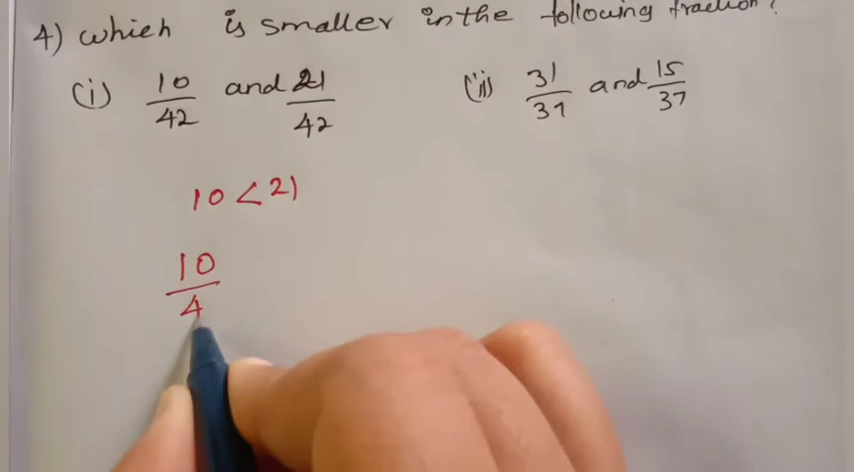 4) which is smaller in the following fraction?
(i) 10/42 and 21/42 (ii) 31/37 and 15/37
10 < 21
10/4